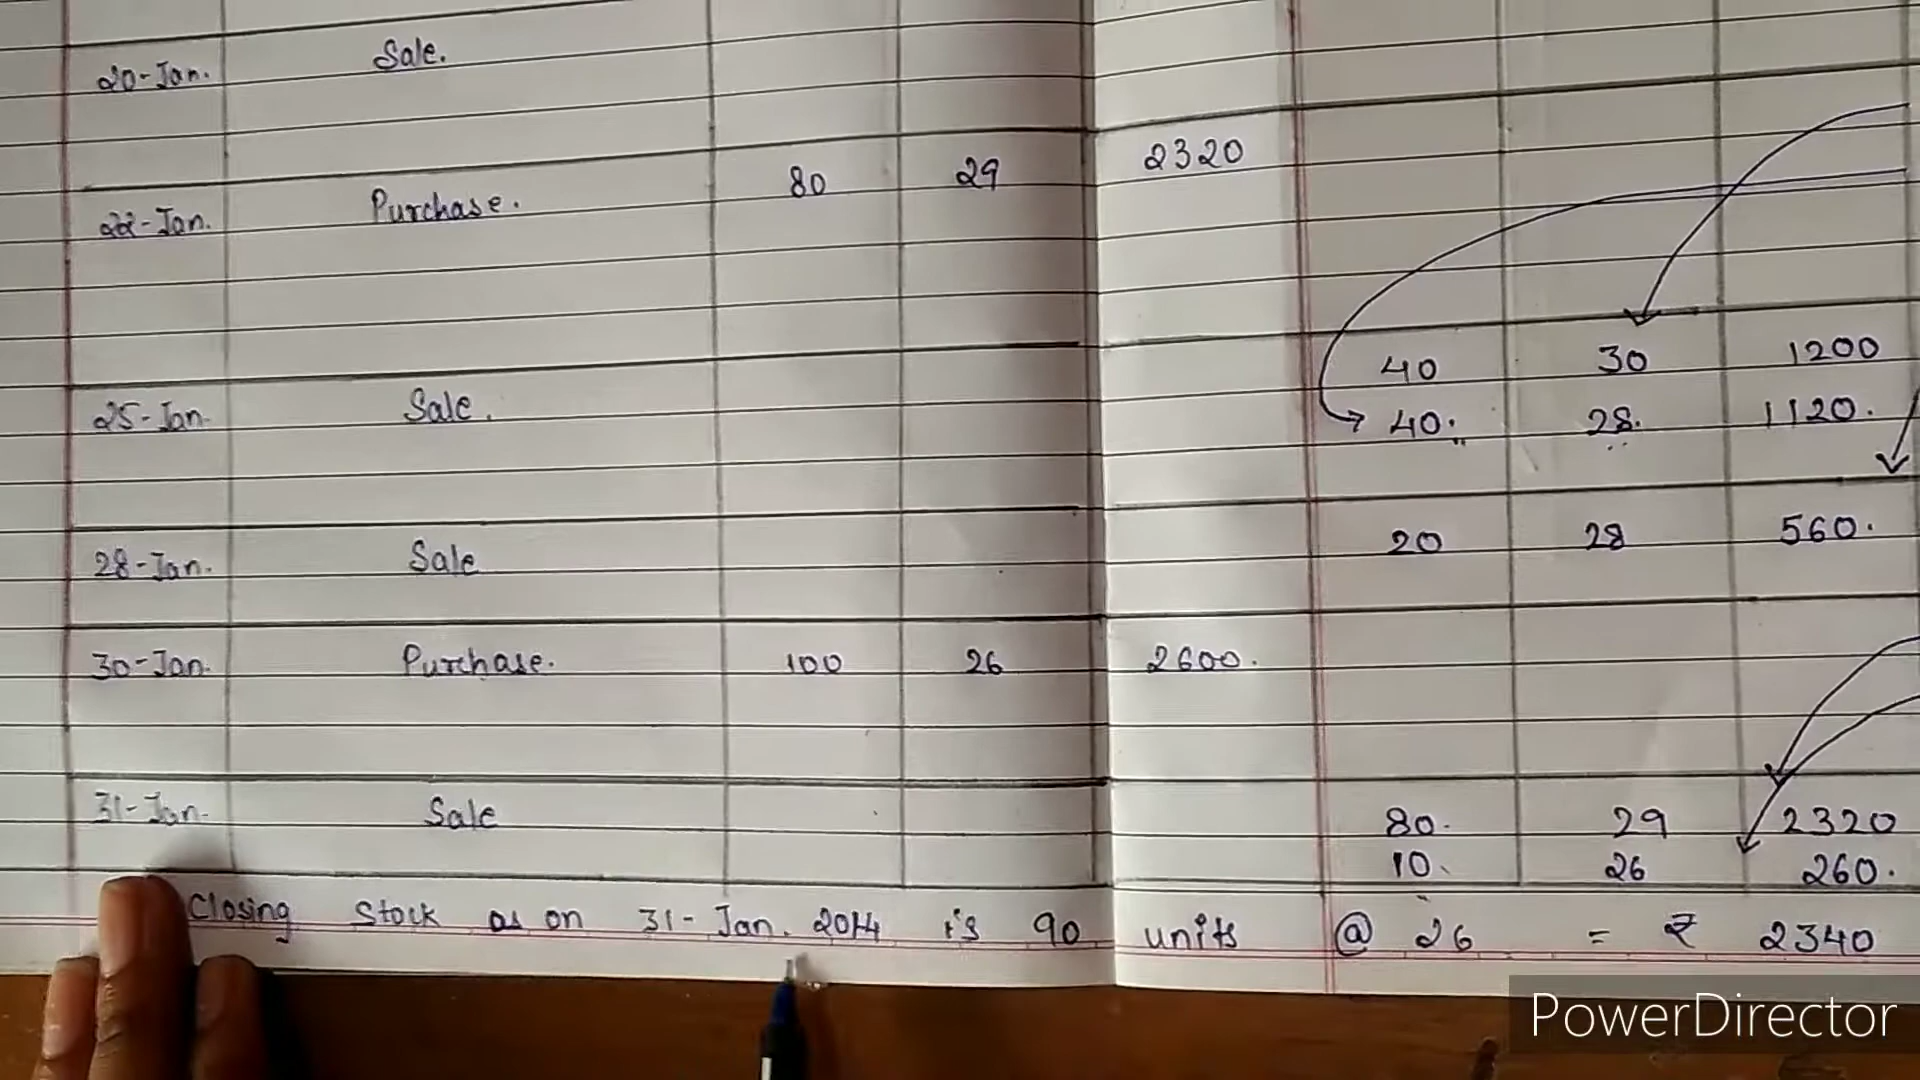 20-Jan. Sale.
22-Jan. Purchase. 80 29 2320
40 30 1200
25-Jan. Sale. 40. 28. 1120.
28-Jan. Sale 20 28 560.
30-Jan. Purchase. 100 26 2600.
31-Jan. Sale 80. 29 2320
10. 26 260.
Closing Stock as on 31-Jan. 2014 is 90 units @ 26 = ₹ 2340
PowerDirector